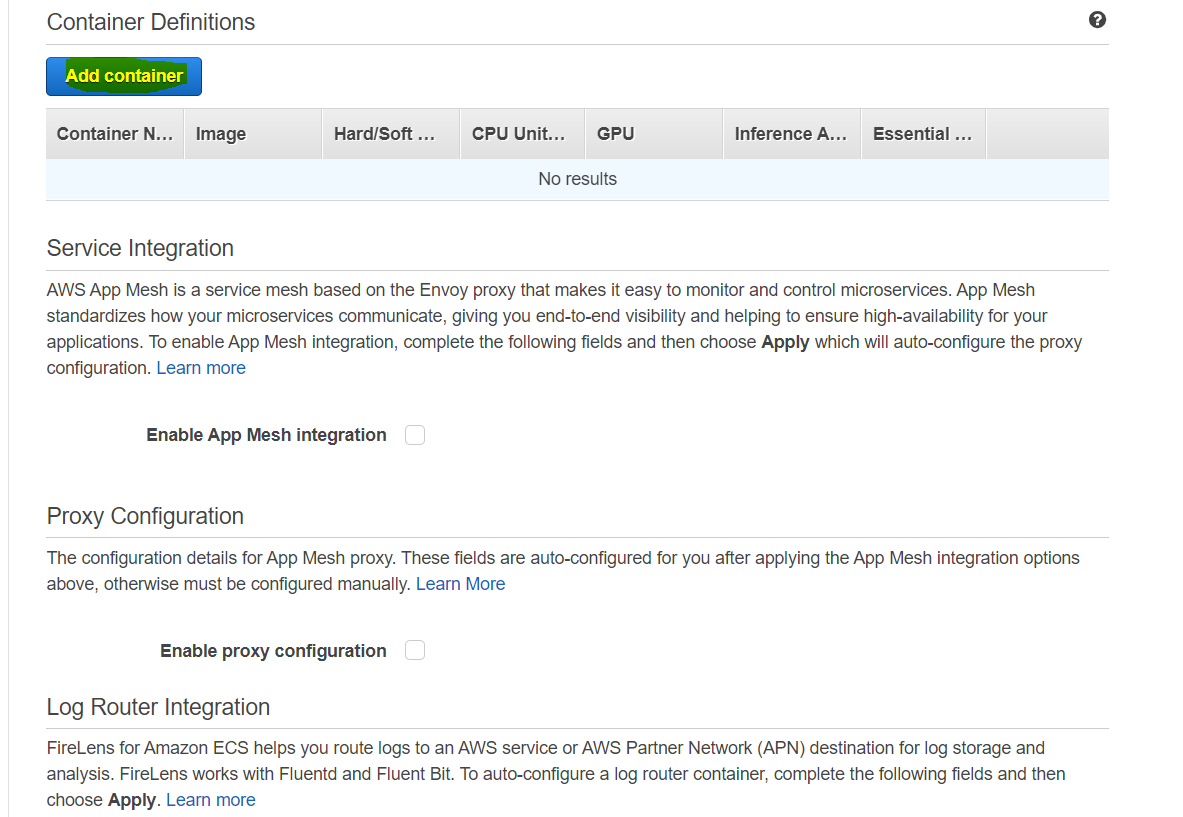 Container Definitions
Add container
Container N... Image Hard/Soft ... CPU Unit... GPU Inference A... Essential ...
No results
Service Integration
AWS App Mesh is a service mesh based on the Envoy proxy that makes it easy to monitor and control microservices. App Mesh
standardizes how your microservices communicate, giving you end-to-end visibility and helping to ensure high-availability for your
applications. To enable App Mesh integration, complete the following fields and then choose Apply which will auto-configure the proxy
configuration. Learn more
Enable App Mesh integration
Proxy Configuration
The configuration details for App Mesh proxy. These fields are auto-configured for you after applying the App Mesh integration options
above, otherwise must be configured manually. Learn More
Enable proxy configuration
Log Router Integration
FireLens for Amazon ECS helps you route logs to an AWS service or AWS Partner Network (APN) destination for log storage and
analysis. FireLens works with Fluentd and Fluent Bit. To auto-configure a log router container, complete the following fields and then
choose Apply. Learn more